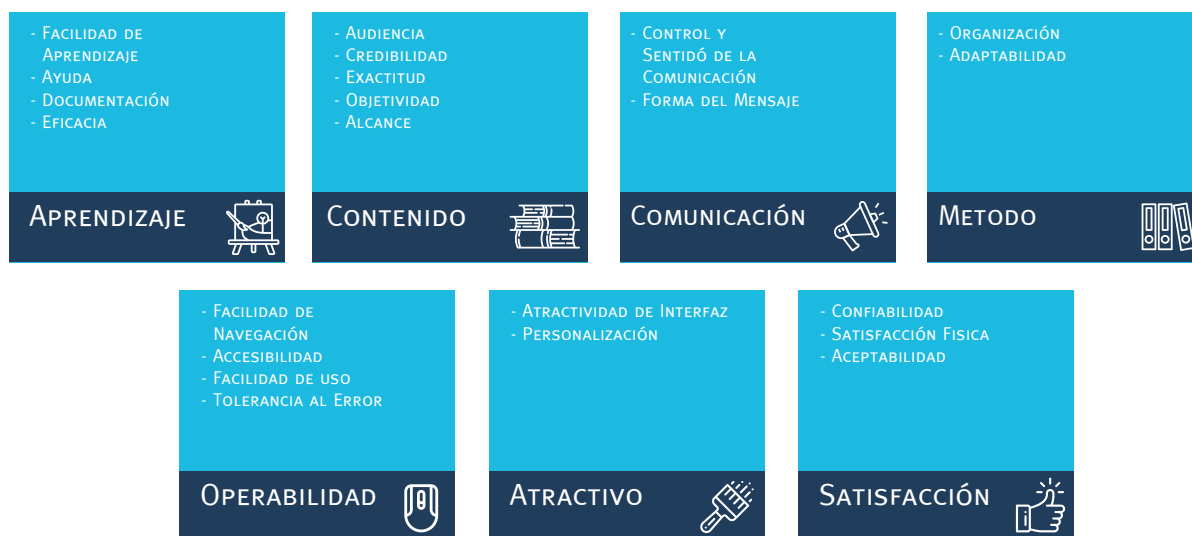 - Facilidad de
Aprendizaje
- Ayuda
- Documentación
- Eficacia
Aprendizaje
- Audiencia
- Credibilidad
- Exactitud
- Objetividad
- Alcance
Contenido
- Control y
Sentidó de la
Comunicación
- Forma del Mensaje
Comunicación
- Organización
- Adaptabilidad
Metodo
- Facilidad de
Navegación
- Accesibilidad
- Facilidad de uso
- Tolerancia al Error
Operabilidad
- Atractividad de Interfaz
- Personalización
Atractivo
- Confiabilidad
- Satisfacción Fisica
- Aceptabilidad
Satisfacción